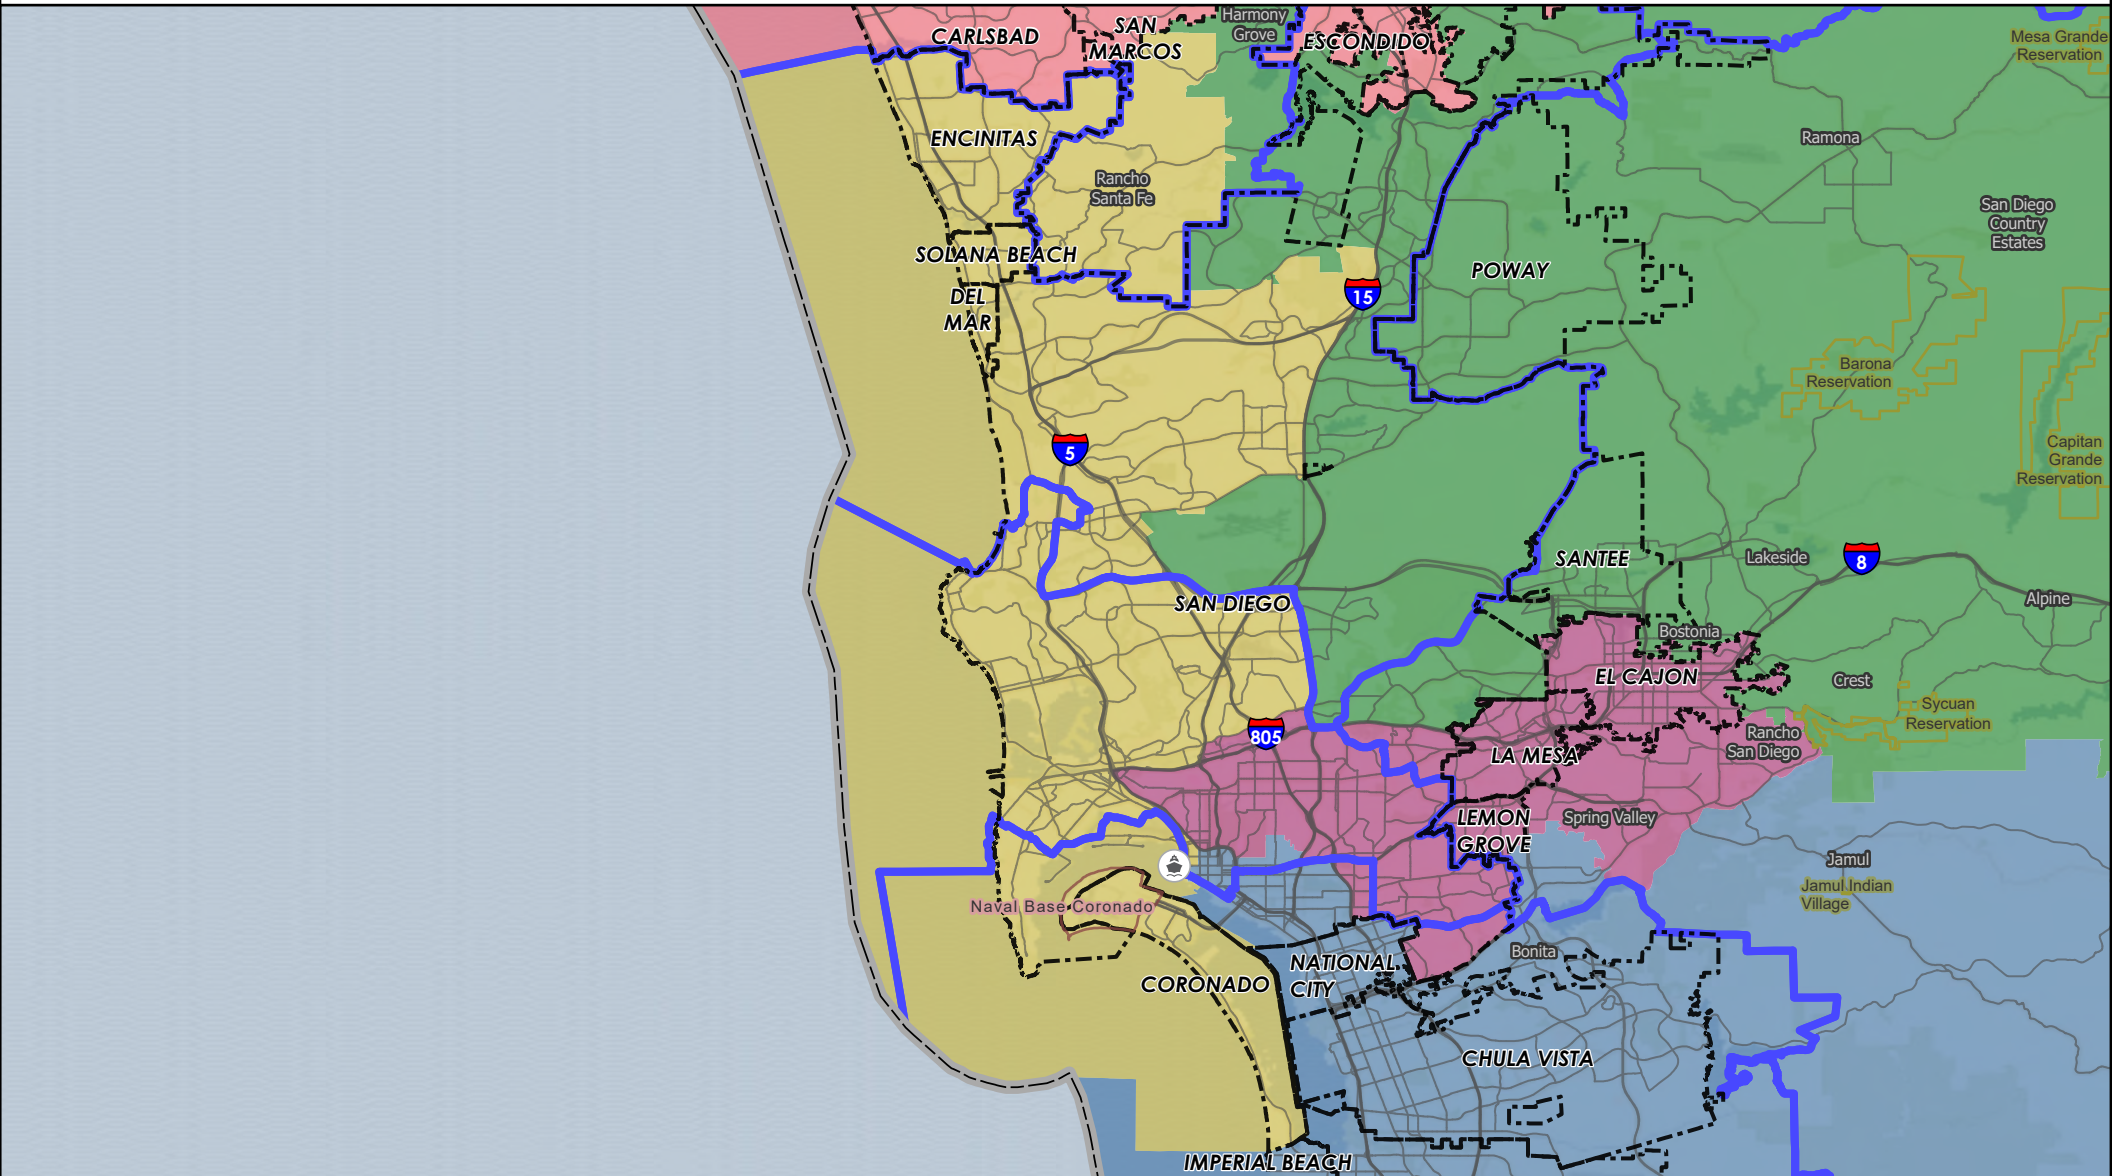 Harmony
Grove
SAN
MARCOS
CARLSBAD
ESCONDIDO
Mesa Grande
Reservation
ENCINITAS
Ramona
Rancho
Santa Fe
San Diego
Country
Estates
SOLANA BEACH
POWAY
DEL
MAR
15
Barona
Reservation
5
Capitan
Grande
Reservation
SANTEE
Lakeside
8
SAN DIEGO
Alpine
Bostonia
EL CAJON
Crest
Sycuan
Reservation
805
Rancho
San Diego
LA MESA
LEMON
GROVE
Spring Valley
Jamul
Jamul Indian
Village
Naval Base Coronado
Bonita
NATIONAL
CITY
CORONADO
CHULA VISTA
IMPERIAL BEACH